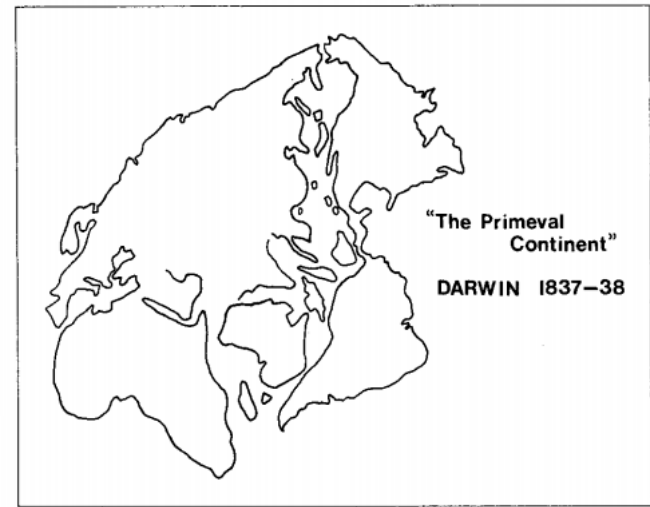 “The Primeval
Continent”
DARWIN 1837–38